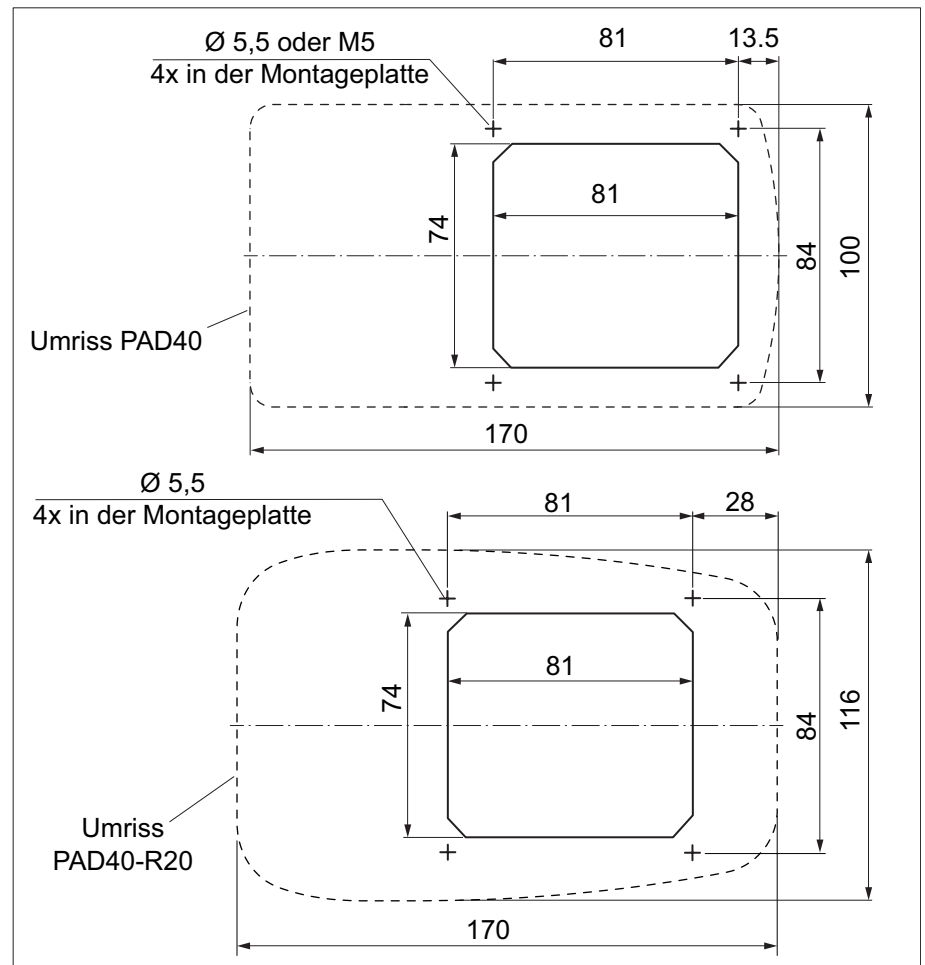 Ø 5,5 oder M5
4x in der Montageplatte
81
13.5
81
74
84
100
Umriss PAD40
170
Ø 5,5
4x in der Montageplatte
81
28
81
74
84
116
Umriss
PAD40-R20
170